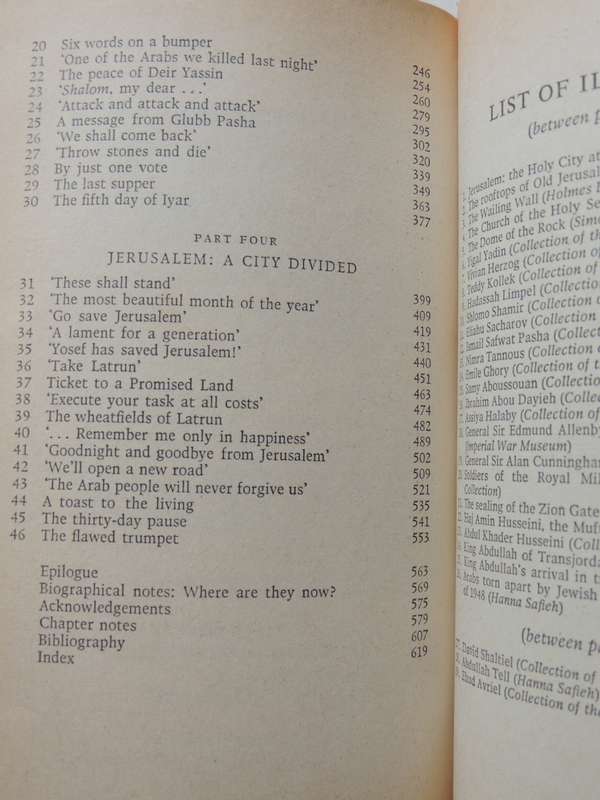 20 Six words on a bumper 246
21 'One of the Arabs we killed last night' 254
22 The peace of Deir Yassin 260
23 'Shalom, my dear ...' 279
24 'Attack and attack and attack' 295
25 A message from Glubb Pasha 302
26 'We shall come back' 320
27 'Throw stones and die' 339
28 By just one vote 349
29 The last supper 363
30 The fifth day of Iyar 377
PART FOUR
JERUSALEM: A CITY DIVIDED
31 'These shall stand' 399
32 'The most beautiful month of the year' 409
33 'Go save Jerusalem' 419
34 'A lament for a generation' 431
35 'Yosef has saved Jerusalem!' 440
36 'Take Latrun' 451
37 Ticket to a Promised Land 463
38 'Execute your task at all costs' 474
39 The wheatfields of Latrun 482
40 '... Remember me only in happiness' 489
41 'Goodnight and goodbye from Jerusalem' 502
42 'We'll open a new road' 509
43 'The Arab people will never forgive us' 521
44 A toast to the living 535
45 The thirty-day pause 541
46 The flawed trumpet 553
Epilogue 563
Biographical notes: Where are they now? 569
Acknowledgements 575
Chapter notes 579
Bibliography 607
Index 619
LIST OF IL
(between p
Jerusalem: the Holy City at
The rooftops of Old Jerusal
The Wailing Wall (Holmes
The Church of the Holy Se
The Dome of the Rock (Simo
Yigal Yadin (Collection of th
Vivian Herzog (Collection of
Teddy Kollek (Collection of
Hadassah Limpel (Collection of
Shlomo Shamir (Collection o
Eliahu Sacharov (Collection
Ismail Safwat Pasha (Collection
Nimra Tannous (Collection o
Emile Ghory (Collection of th
Samy Aboussouan (Collection
Ibrahim Abou Dayieh (Collec
Assiya Halaby (Collection of
General Sir Edmund Allenby
(Imperial War Museum)
General Sir Alan Cunningham
Soldiers of the Royal Mil
Collection)
The sealing of the Zion Gate
Haj Amin Husseini, the Muf
Abdul Khader Husseini (Coll
King Abdullah of Transjorda
King Abdullah's arrival in t
Arabs torn apart by Jewish
of 1948 (Hanna Safieh)
(between pa
David Shaltiel (Collection of
Abdullah Tell (Hanna Safieh)
Ehud Avriel (Collection of tha